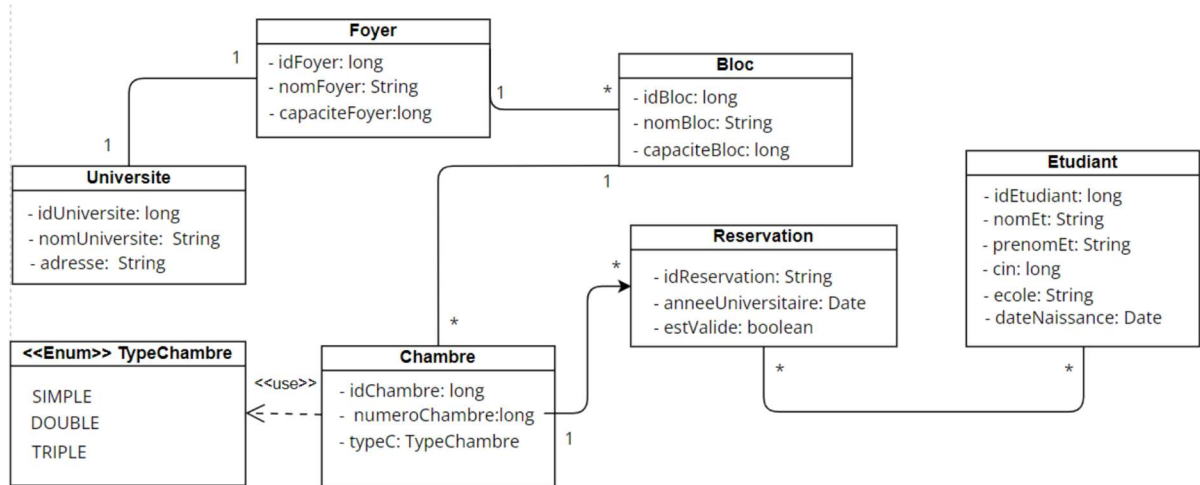 Foyer
- idFoyer: long
- nomFoyer: String
- capaciteFoyer:long
1
1
1
*
Bloc
- idBloc: long
- nomBloc: String
- capaciteBloc: long
1
*
Universite
- idUniversite: long
- nomUniversite: String
- adresse: String
Etudiant
- idEtudiant: long
- nomEt: String
- prenomEt: String
- cin: long
- ecole: String
- dateNaissance: Date
Reservation
- idReservation: String
- anneeUniversitaire: Date
- estValide: boolean
*
*
*
<<Enum>> TypeChambre
SIMPLE
DOUBLE
TRIPLE
<<use>>
Chambre
- idChambre: long
- numeroChambre:long
- typeC: TypeChambre
1